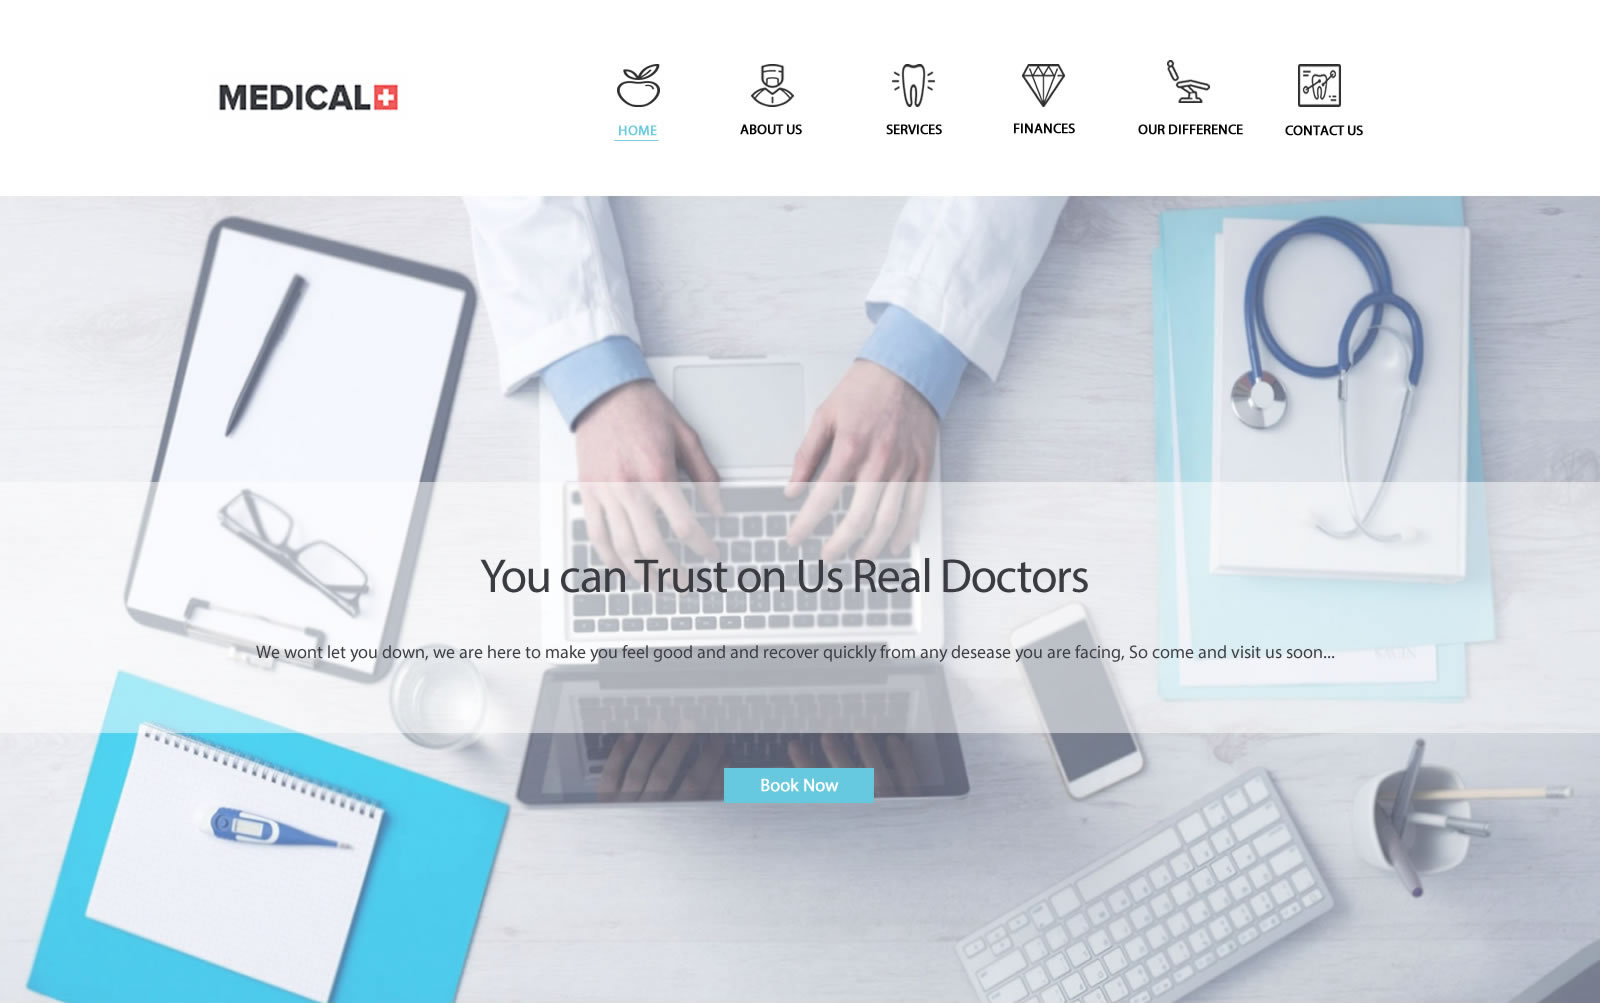 MEDICAL
HOME
ABOUT US
SERVICES
FINANCES
OUR DIFFERENCE
CONTACT US
You can Trust on Us Real Doctors
We wont let you down, we are here to make you feel good and and recover quickly from any desease you are facing, So come and visit us soon...
Book Now